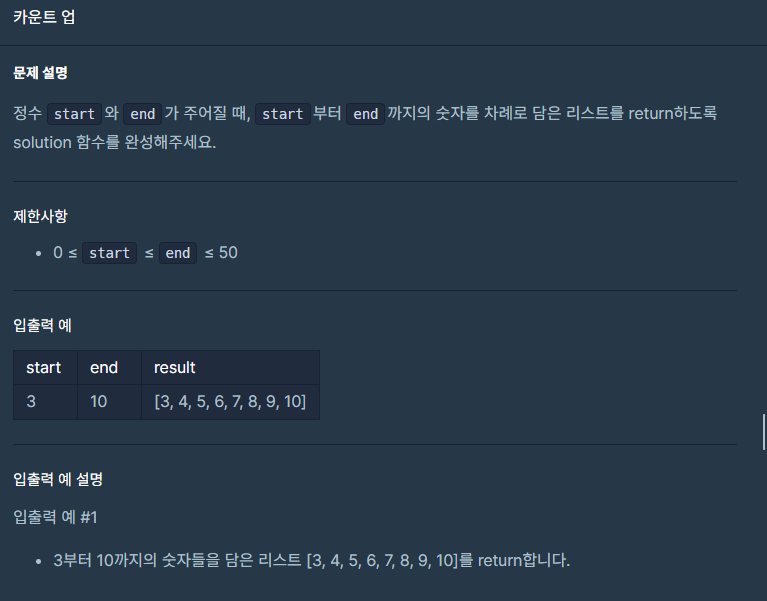 카운트 업
문제 설명
정수 start 와 end 가 주어질 때, start 부터 end 까지의 숫자를 차례로 담은 리스트를 return하도록
solution 함수를 완성해주세요.
제한사항
• 0 ≤ start ≤ end ≤ 50
입출력 예
start end result
3 10 [3, 4, 5, 6, 7, 8, 9, 10]
입출력 예 설명
입출력 예 #1
• 3부터 10까지의 숫자들을 담은 리스트 [3, 4, 5, 6, 7, 8, 9, 10]를 return합니다.